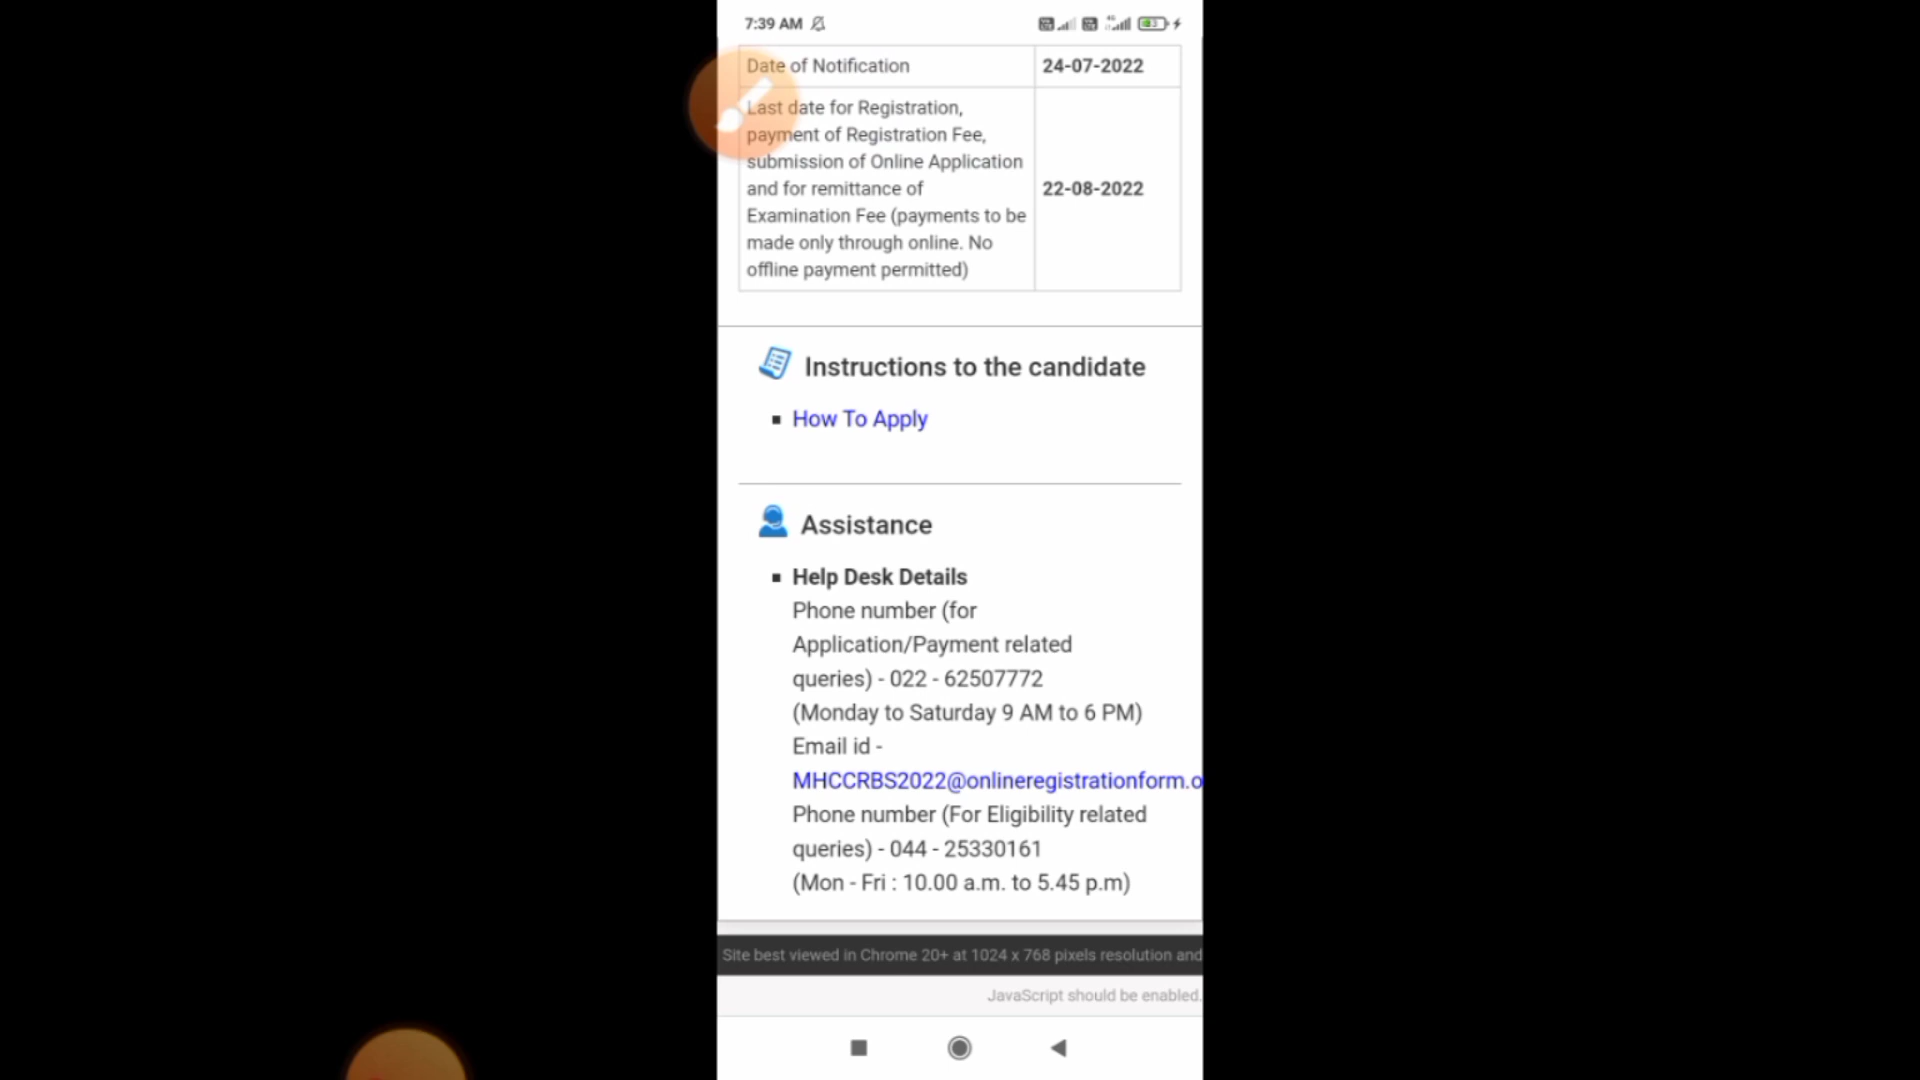 7:39 AM
Date of Notification 24-07-2022
Last date for Registration,
payment of Registration Fee,
submission of Online Application
and for remittance of 22-08-2022
Examination Fee (payments to be
made only through online. No
offline payment permitted)
Instructions to the candidate
▪ How To Apply
Assistance
▪ Help Desk Details
Phone number (for
Application/Payment related
queries) - 022 - 62507772
(Monday to Saturday 9 AM to 6 PM)
Email id -
MHCCRBS2022@onlineregistrationform.o
Phone number (For Eligibility related
queries) - 044 - 25330161
(Mon - Fri : 10.00 a.m. to 5.45 p.m)
Site best viewed in Chrome 20+ at 1024 x 768 pixels resolution and
JavaScript should be enabled.